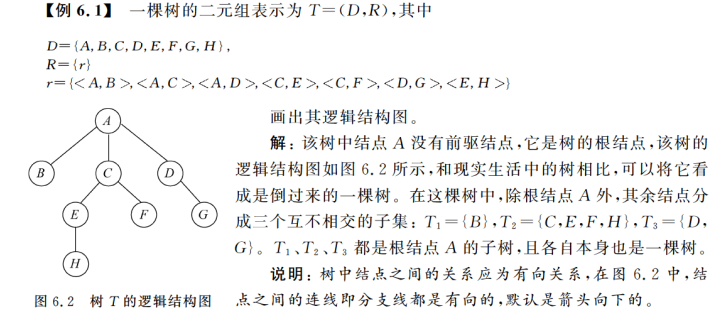 【例 6.1】 一棵树的二元组表示为 T=(D,R),其中
D={A,B,C,D,E,F,G,H},
R={r}
r={<A,B>,<A,C>,<A,D>,<C,E>,<C,F>,<D,G>,<E,H>}
画出其逻辑结构图。
解:该树中结点 A 没有前驱结点,它是树的根结点,该树的
逻辑结构图如图 6.2 所示,和现实生活中的树相比,可以将它看
成是倒过来的一棵树。在这棵树中,除根结点 A 外,其余结点分
成三个互不相交的子集:T₁={B},T₂={C,E,F,H},T₃={D,
G}。T₁、T₂、T₃ 都是根结点 A 的子树,且各自本身也是一棵树。
说明:树中结点之间的关系应为有向关系,在图 6.2 中,结
点之间的连线即分支线都是有向的,默认是箭头向下的。
A
B
C
D
E
F
G
H
图 6.2 树 T 的逻辑结构图